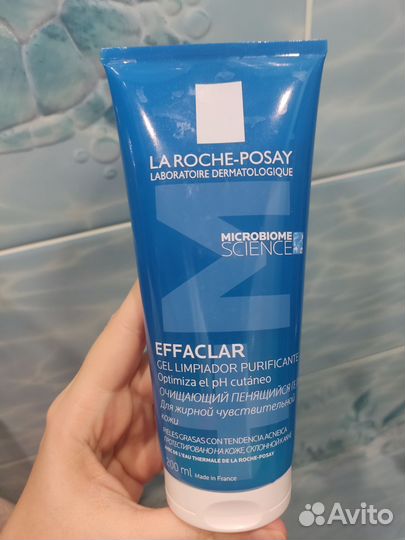 LA ROCHE-POSAY
LABORATOIRE DERMATOLOGIQUE
M
MICROBIOME
SCIENCE
EFFACLAR
GEL LIMPIADOR PURIFICANTE
Optimiza el pH cutáneo
ОЧИЩАЮЩИЙ ПЕНЯЩИЙСЯ
Для жирной чувствительной
кожи
PIELES GRASAS CON TENDENCIA ACNEICA
ПРОТЕСТИРОВАНО НА КОЖЕ, СКЛОННОЙ К АКНЕ
AVEC DE L'EAU THERMALE DE LA ROCHE-POSAY
200 ml Made in France
Avito